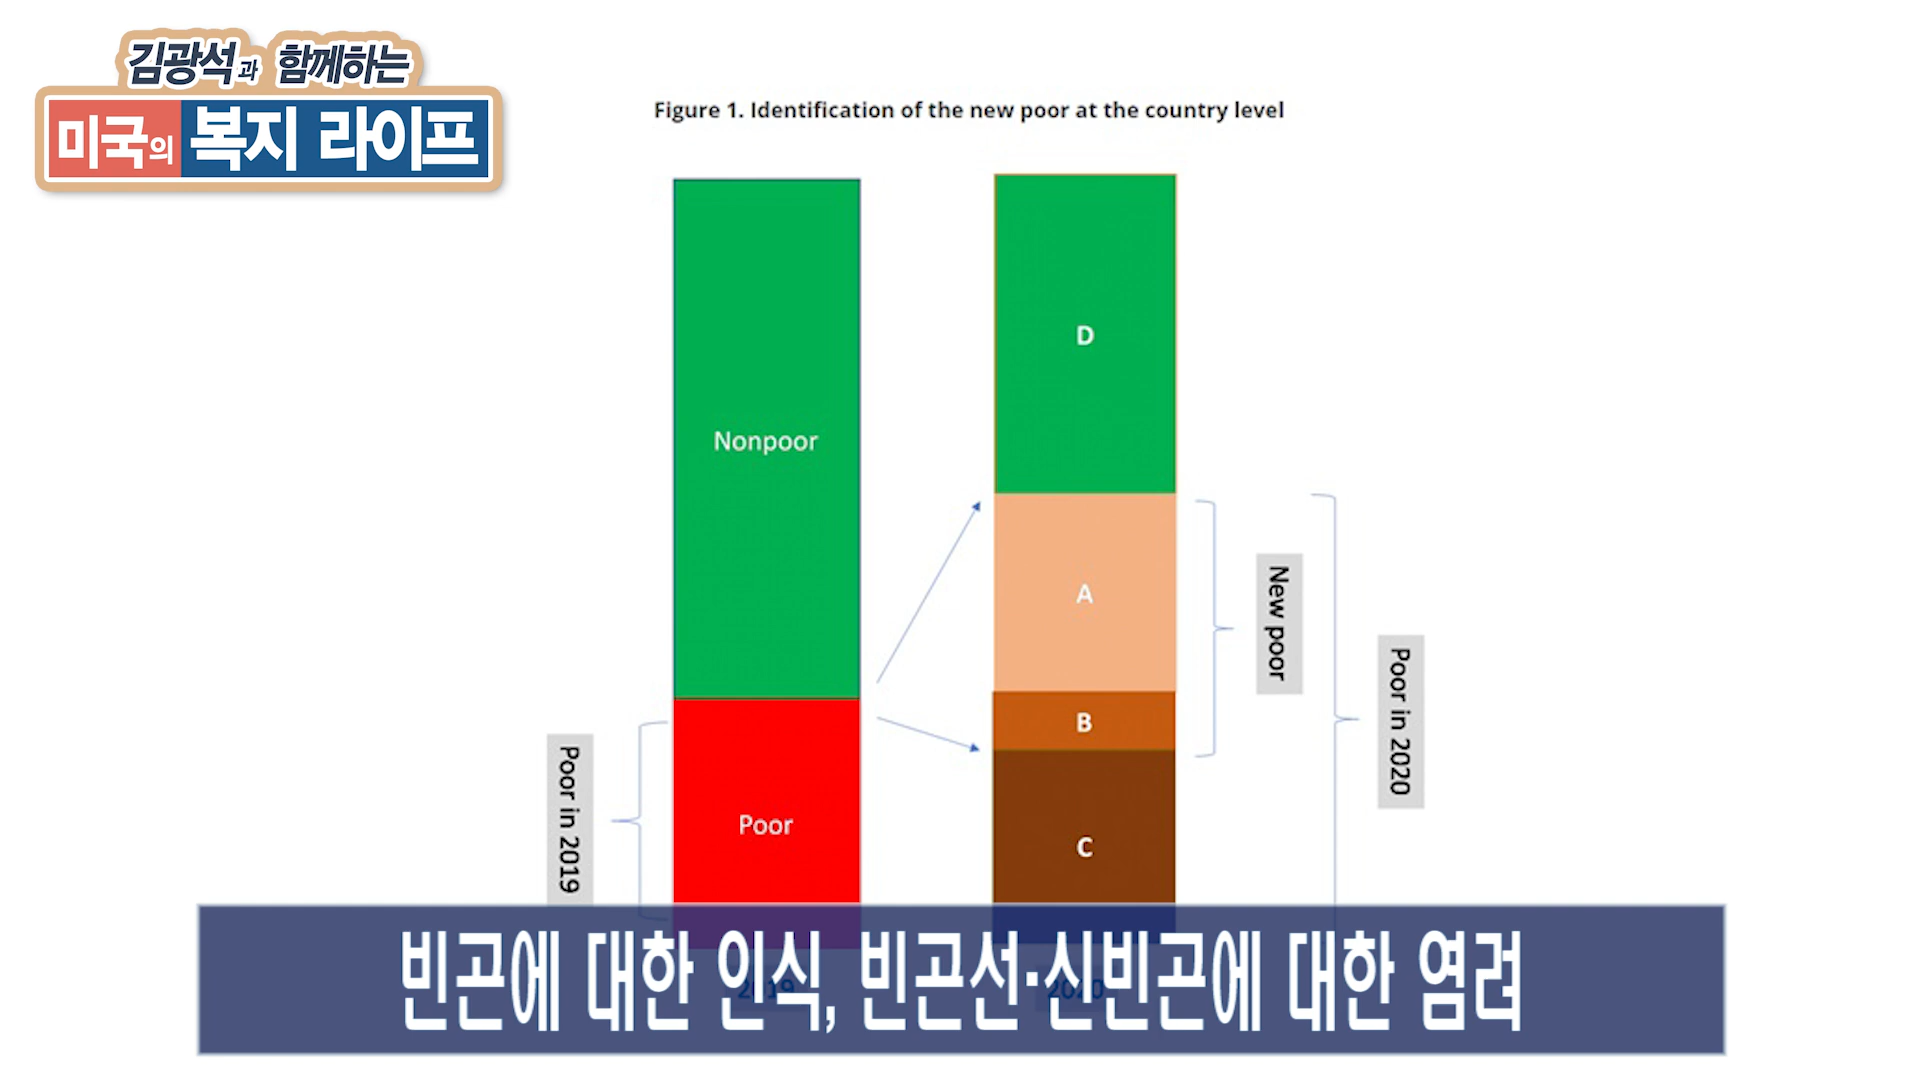 김광석과 함께하는
미국의 복지 라이프
Figure 1. Identification of the new poor at the country level
Nonpoor
Poor
Poor in 2019
D
A
B
C
New poor
Poor in 2020
2019
2020
빈곤에 대한 인식, 빈곤선·신빈곤에 대한 염려